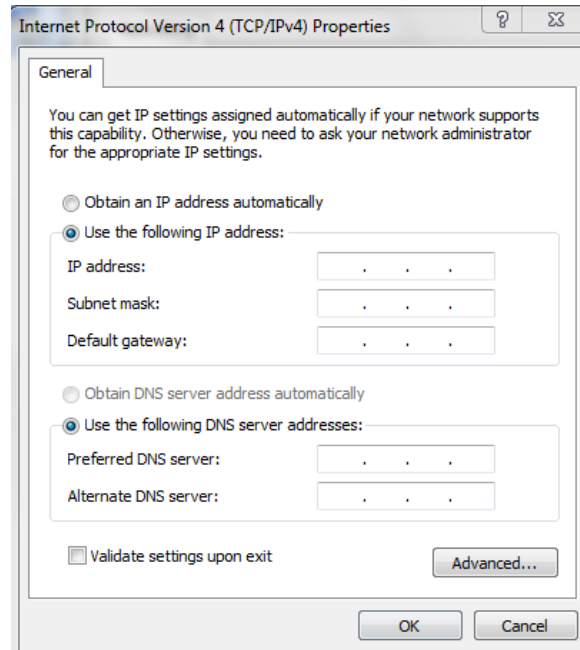 Internet Protocol Version 4 (TCP/IPv4) Properties
General
You can get IP settings assigned automatically if your network supports
this capability. Otherwise, you need to ask your network administrator
for the appropriate IP settings.
Obtain an IP address automatically
Use the following IP address:
IP address: . . .
Subnet mask: . . .
Default gateway: . . .
Obtain DNS server address automatically
Use the following DNS server addresses:
Preferred DNS server: . . .
Alternate DNS server: . . .
Validate settings upon exit
Advanced...
OK Cancel